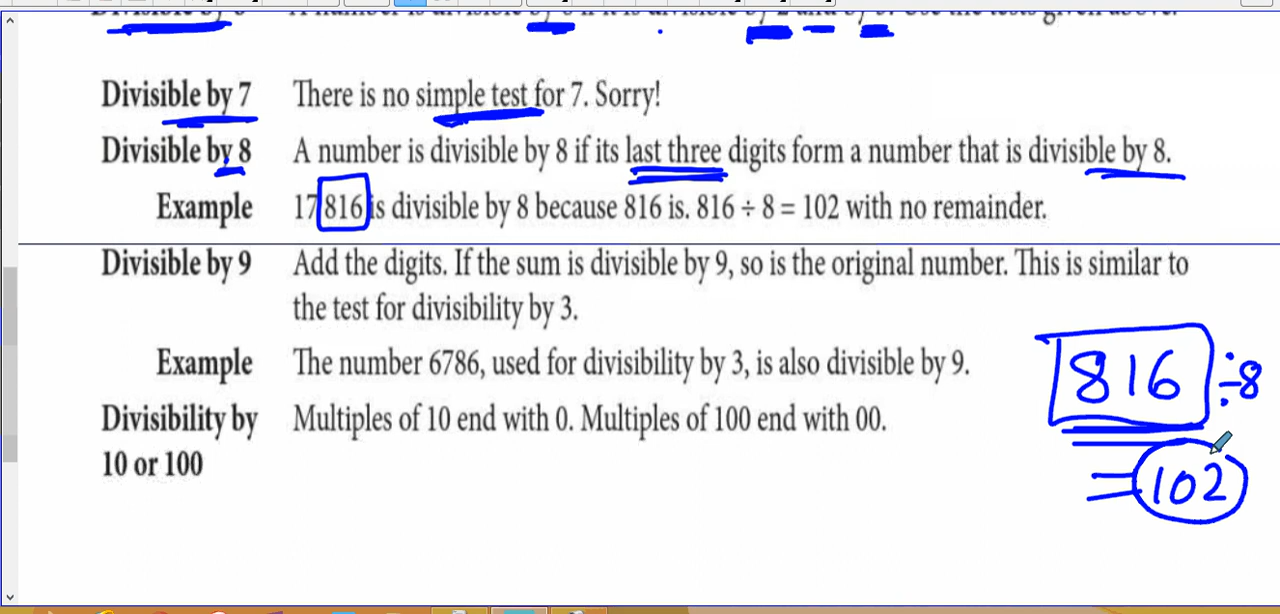 Divisible by 7 There is no simple test for 7. Sorry!
Divisible by 8 A number is divisible by 8 if its last three digits form a number that is divisible by 8.
Example 17 816 is divisible by 8 because 816 is. 816 ÷ 8 = 102 with no remainder.
Divisible by 9 Add the digits. If the sum is divisible by 9, so is the original number. This is similar to
the test for divisibility by 3.
Example The number 6786, used for divisibility by 3, is also divisible by 9.
Divisibility by Multiples of 10 end with 0. Multiples of 100 end with 00.
10 or 100
816 ÷8
=102